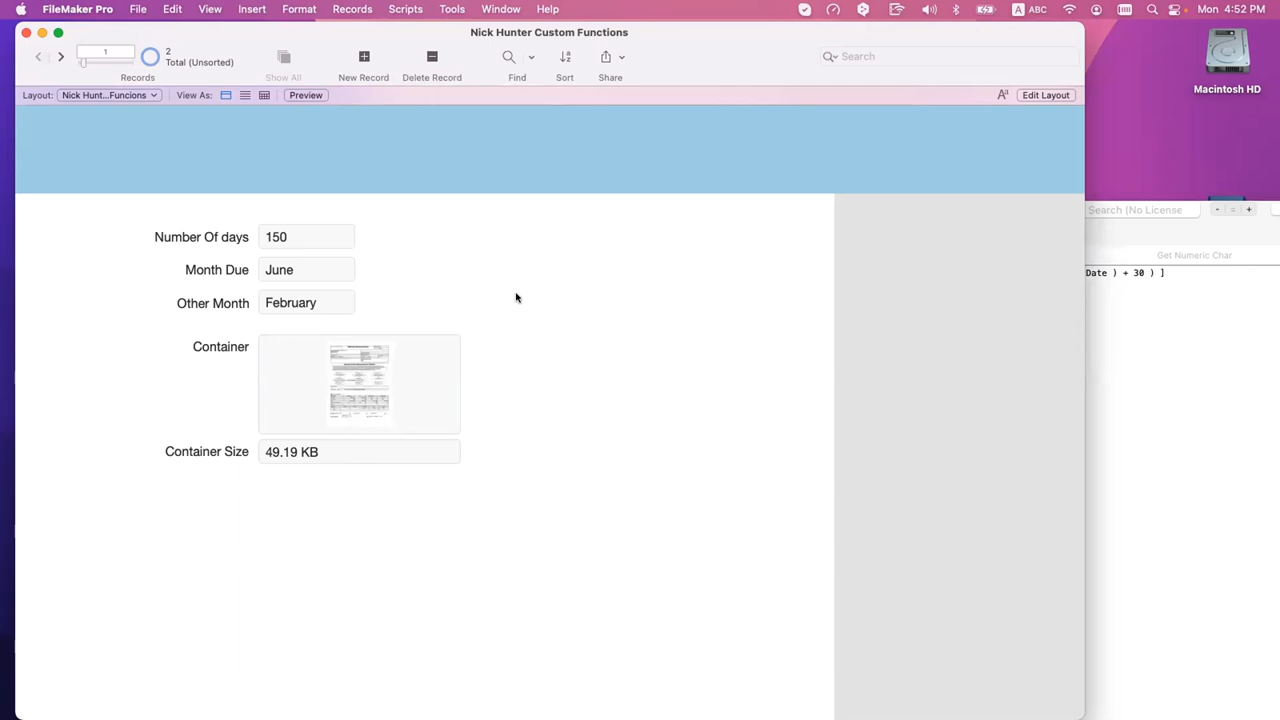 FileMaker Pro File Edit View Insert Format Records Scripts Tools Window Help A ABC Mon. 4:52 PM
Nick Hunter Custom Functions
1
2
Total (Unsorted)
Search
Records Show All New Record Delete Record Find Sort Share
Macintosh HD
Layout: Nick Hunt...Funcions View As: Preview Aa Edit Layout
Search (No License - = +
Number Of days 150
Get Numeric Char
Month Due June
Date ) + 30 ) ]
Other Month February
Container
Container Size 49.19 KB